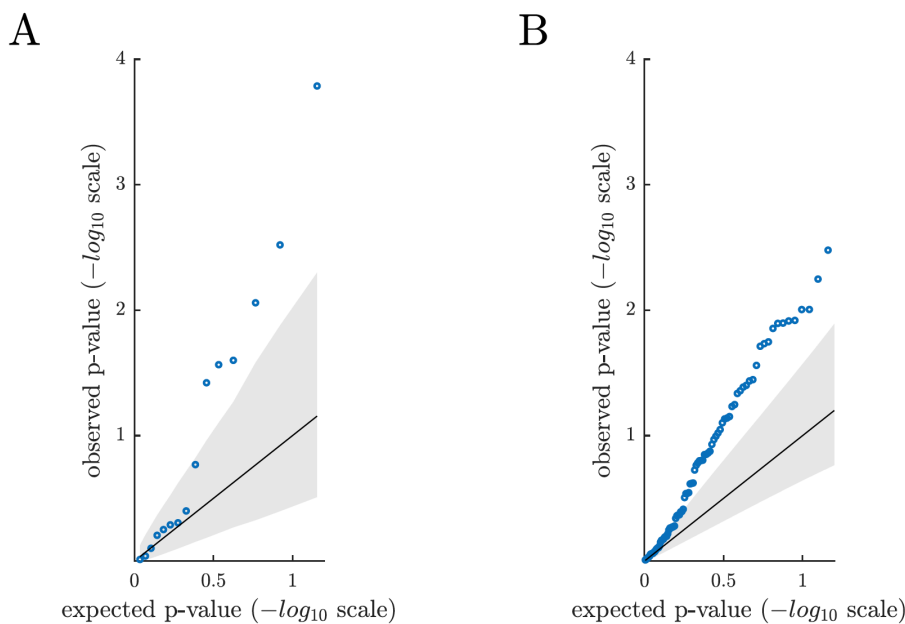 A
4
3
2
1
0
0.5
1
observed p-value (−log₁₀ scale)
expected p-value (−log₁₀ scale)
B
4
3
2
1
0
0.5
1
observed p-value (−log₁₀ scale)
expected p-value (−log₁₀ scale)